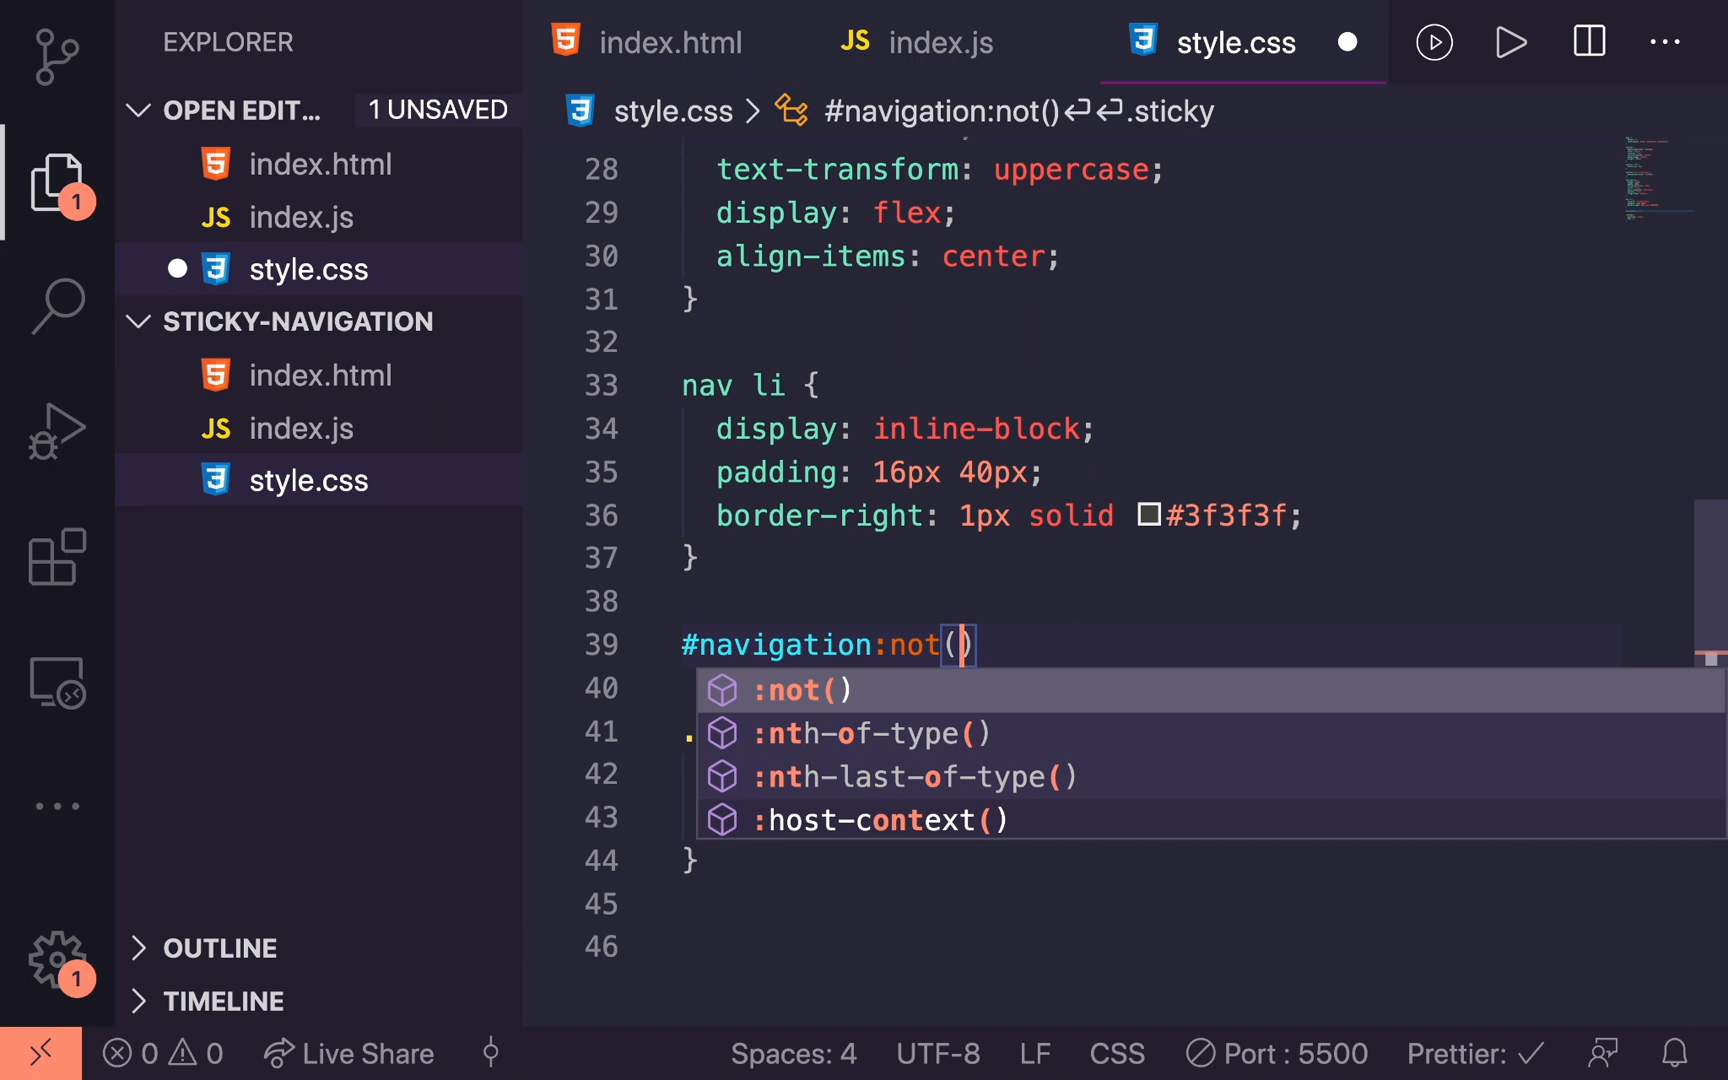 EXPLORER
OPEN EDIT...
1 UNSAVED
index.html
JS index.js
style.css
STICKY-NAVIGATION
index.html
JS index.js
style.css
OUTLINE
TIMELINE
1
1
index.html
JS index.js
style.css
style.css > #navigation:not()↩↩.sticky
28 text-transform: uppercase;
29 display: flex;
30 align-items: center;
31 }
32
33 nav li {
34 display: inline-block;
35 padding: 16px 40px;
36 border-right: 1px solid #3f3f3f;
37 }
38
39 #navigation:not()
40 :not()
41 . :nth-of-type()
42 :nth-last-of-type()
43 :host-context()
44 }
45
46
0 0 Live Share Spaces: 4 UTF-8 LF CSS Port : 5500 Prettier: ✓